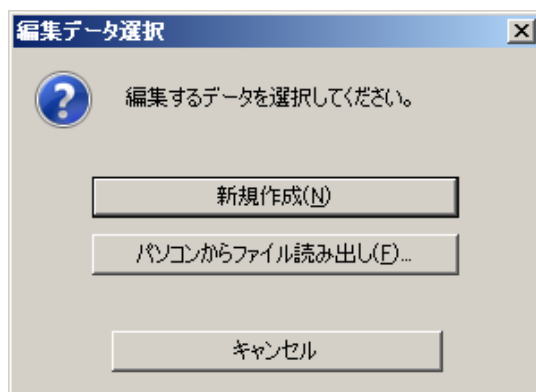 編集データ選択
編集するデータを選択してください。
新規作成(N)
パソコンからファイル読み出し(F)...
キャンセル